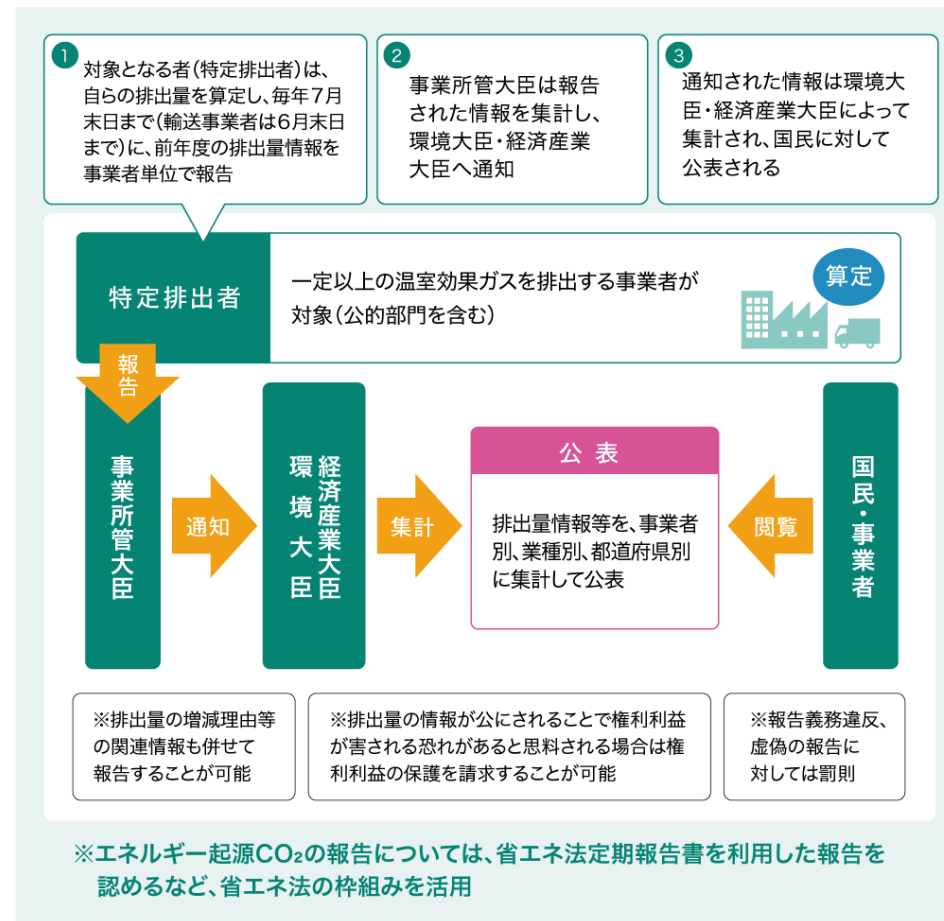 1
対象となる者(特定排出者)は、
自らの排出量を算定し、毎年7月
末日まで(輸送事業者は6月末日
まで)に、前年度の排出量情報を
事業者単位で報告
2
事業所管大臣は報告
された情報を集計し、
環境大臣・経済産業
大臣へ通知
3
通知された情報は環境大
臣・経済産業大臣によって
集計され、国民に対して
公表される
特定排出者
一定以上の温室効果ガスを排出する事業者が
対象(公的部門を含む)
算定
報告
事業所管大臣
通知
経済産業大臣
環境大臣
集計
公表
排出量情報等を、事業者
別、業種別、都道府県別
に集計して公表
閲覧
国民・事業者
※排出量の増減理由等
の関連情報も併せて
報告することが可能
※排出量の情報が公にされることで権利利益
が害される恐れがあると思料される場合は権
利利益の保護を請求することが可能
※報告義務違反、
虚偽の報告に
対しては罰則
※エネルギー起源CO₂の報告については、省エネ法定期報告書を利用した報告を
認めるなど、省エネ法の枠組みを活用